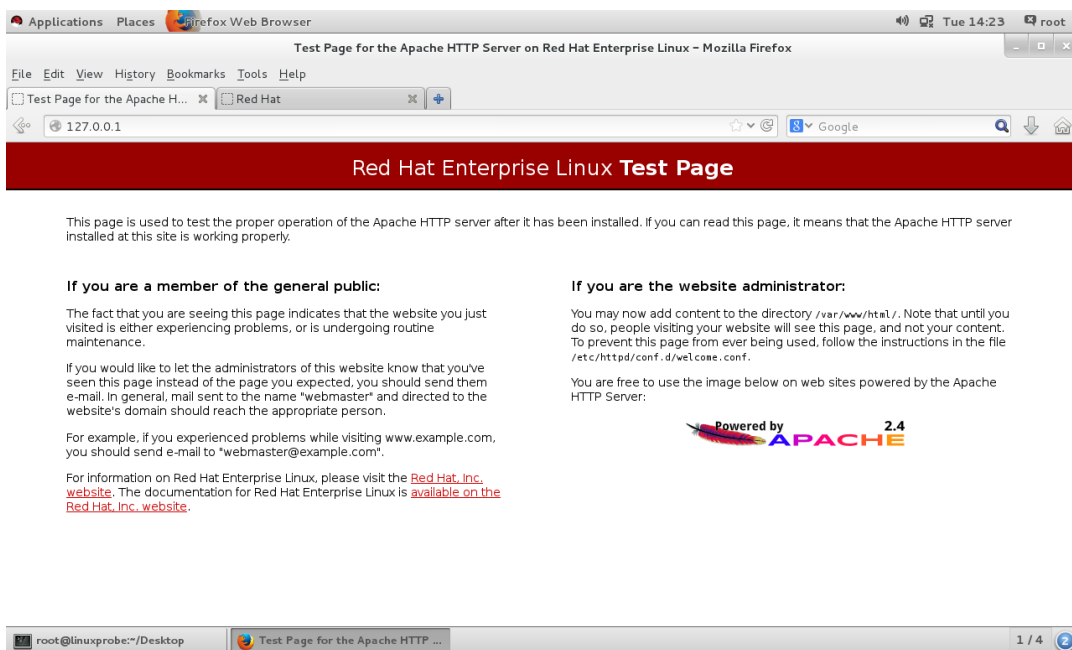 Applications Places Firefox Web Browser Tue 14:23 root
Test Page for the Apache HTTP Server on Red Hat Enterprise Linux – Mozilla Firefox
File Edit View History Bookmarks Tools Help
Test Page for the Apache H... Red Hat
127.0.0.1 Google
Red Hat Enterprise Linux Test Page
This page is used to test the proper operation of the Apache HTTP server after it has been installed. If you can read this page, it means that the Apache HTTP server
installed at this site is working properly.
If you are a member of the general public:
The fact that you are seeing this page indicates that the website you just
visited is either experiencing problems, or is undergoing routine
maintenance.
If you would like to let the administrators of this website know that you've
seen this page instead of the page you expected, you should send them
e-mail. In general, mail sent to the name "webmaster" and directed to the
website's domain should reach the appropriate person.
For example, if you experienced problems while visiting www.example.com,
you should send e-mail to "webmaster@example.com".
For information on Red Hat Enterprise Linux, please visit the Red Hat, Inc.
website. The documentation for Red Hat Enterprise Linux is available on the
Red Hat, Inc. website.
If you are the website administrator:
You may now add content to the directory /var/www/html/. Note that until you
do so, people visiting your website will see this page, and not your content.
To prevent this page from ever being used, follow the instructions in the file
/etc/httpd/conf.d/welcome.conf.
You are free to use the image below on web sites powered by the Apache
HTTP Server:
Powered by 2.4
APACHE
root@linuxprobe:~/Desktop Test Page for the Apache HTTP ... 1 / 4 2